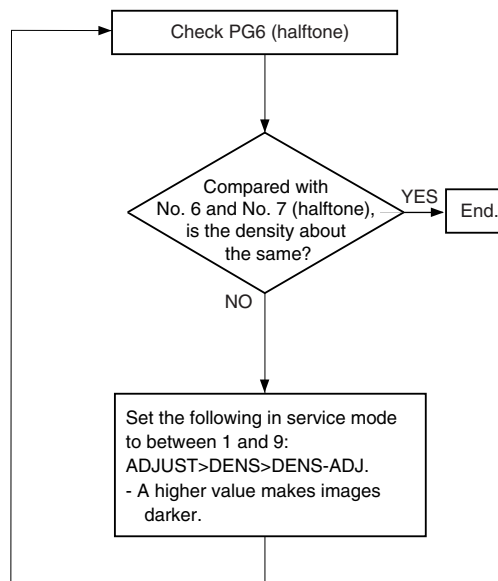 Check PG6 (halftone)
Compared with
No. 6 and No. 7 (halftone),
is the density about
the same?
YES
End.
NO
Set the following in service mode
to between 1 and 9:
ADJUST>DENS>DENS-ADJ.
- A higher value makes images
darker.